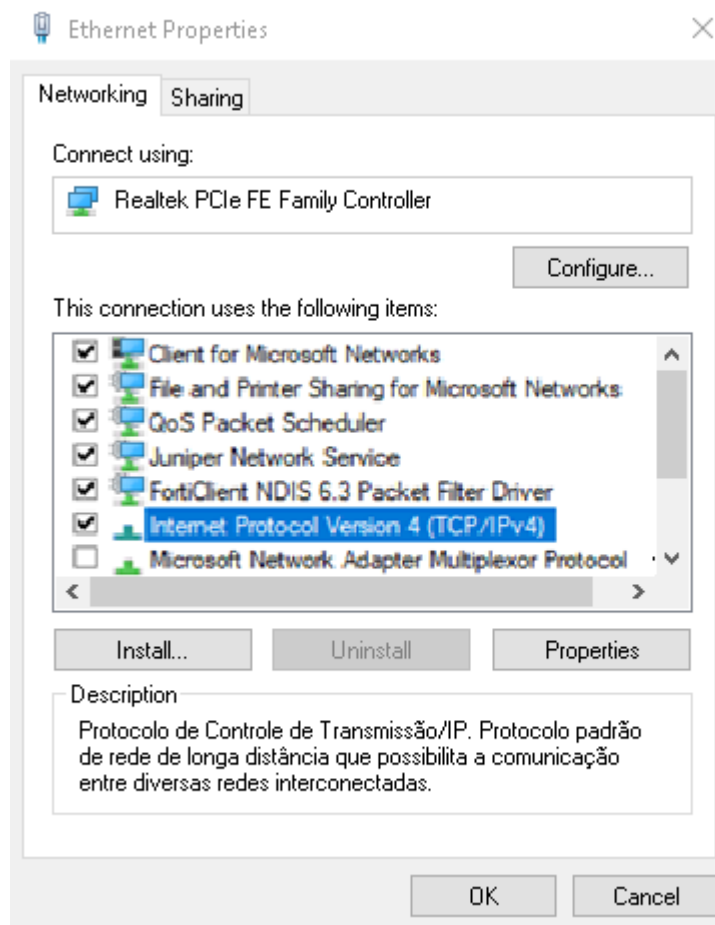 Ethernet Properties
Networking
Sharing
Connect using:
Realtek PCIe FE Family Controller
Configure...
This connection uses the following items:
Client for Microsoft Networks
File and Printer Sharing for Microsoft Networks
QoS Packet Scheduler
Juniper Network Service
FortiClient NDIS 6.3 Packet Filter Driver
Internet Protocol Version 4 (TCP/IPv4)
Microsoft Network Adapter Multiplexor Protocol
Install...
Uninstall
Properties
Description
Protocolo de Controle de Transmissão/IP. Protocolo padrão
de rede de longa distância que possibilita a comunicação
entre diversas redes interconectadas.
OK
Cancel